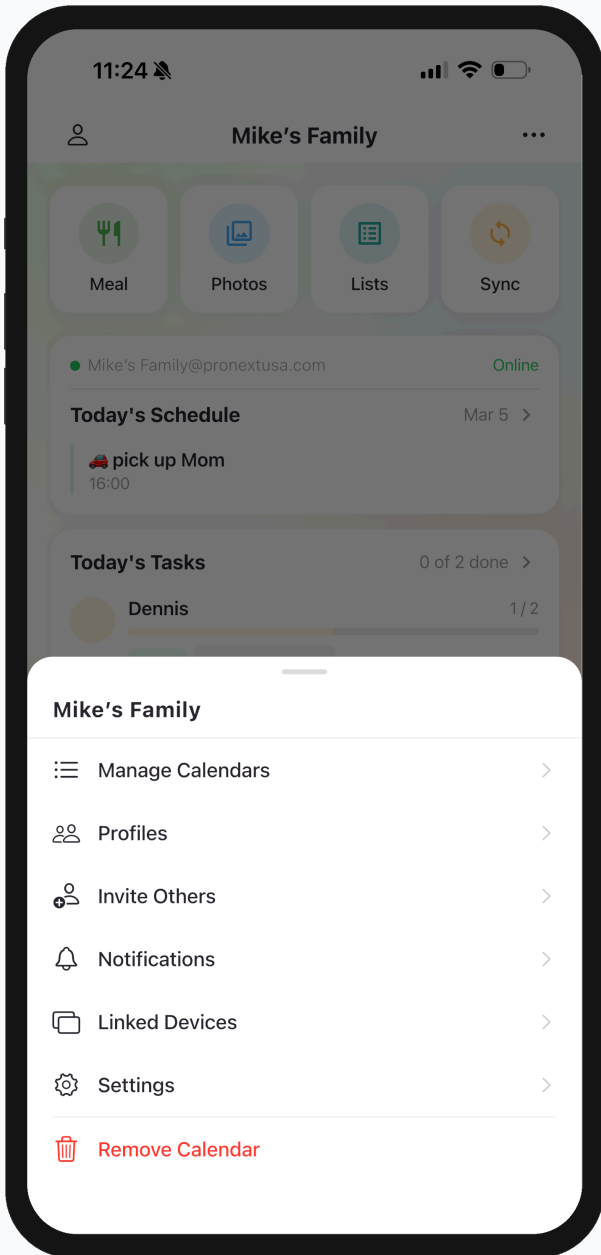 11:24
Mike’s Family
Meal
Photos
Lists
Sync
Mike’s Family@pronextusa.com
Online
Today's Schedule
Mar 5
pick up Mom
16:00
Today's Tasks
0 of 2 done
Dennis
1 / 2
Mike’s Family
Manage Calendars
Profiles
Invite Others
Notifications
Linked Devices
Settings
Remove Calendar